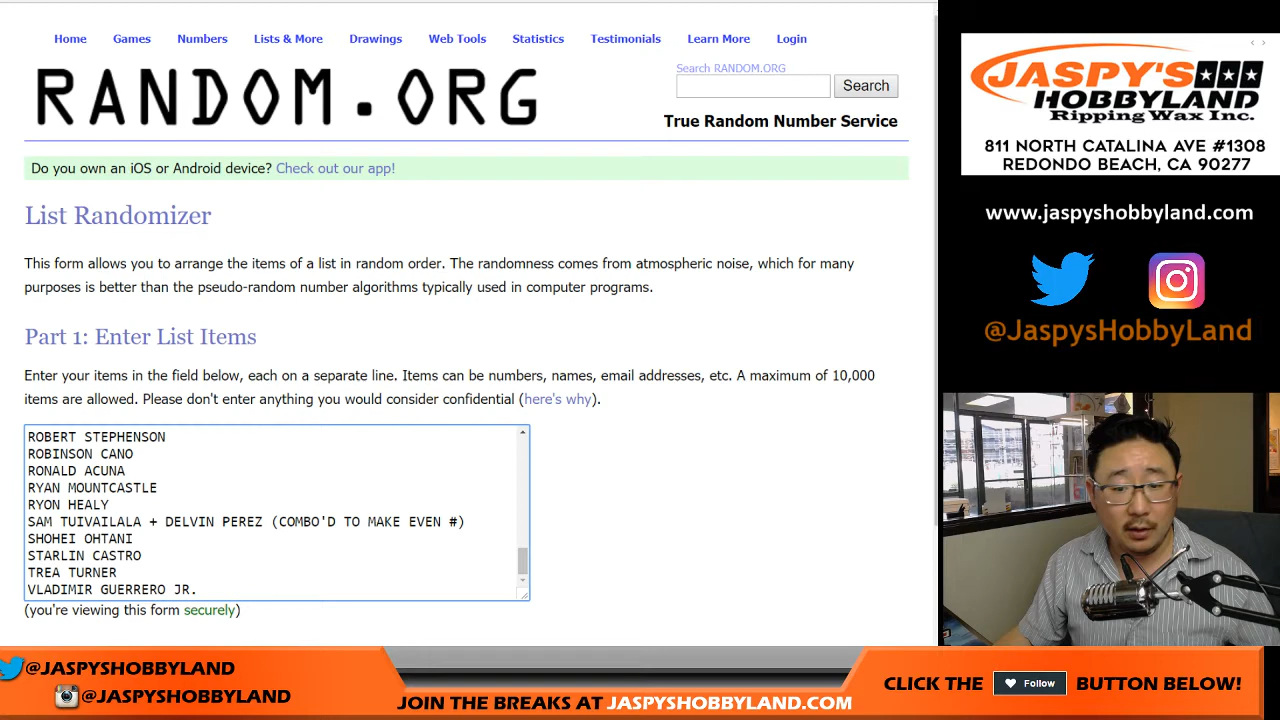 Home Games Numbers Lists & More Drawings Web Tools Statistics Testimonials Learn More Login
RANDOM.ORG
Search RANDOM.ORG
Search
True Random Number Service
Do you own an iOS or Android device? Check out our app!
List Randomizer
This form allows you to arrange the items of a list in random order. The randomness comes from atmospheric noise, which for many
purposes is better than the pseudo-random number algorithms typically used in computer programs.
Part 1: Enter List Items
Enter your items in the field below, each on a separate line. Items can be numbers, names, email addresses, etc. A maximum of 10,000
items are allowed. Please don't enter anything you would consider confidential (here's why).
ROBERT STEPHENSON
ROBINSON CANO
RONALD ACUNA
RYAN MOUNTCASTLE
RYON HEALY
SAM TUIVAILALA + DELVIN PEREZ (COMBO'D TO MAKE EVEN #)
SHOHEI OHTANI
STARLIN CASTRO
TREA TURNER
VLADIMIR GUERRERO JR.
(you're viewing this form securely)
JASPY'S
HOBBYLAND
Ripping Wax Inc.
811 NORTH CATALINA AVE #1308
REDONDO BEACH, CA 90277
www.jaspyshobbyland.com
@JaspysHobbyLand
@JASPYSHOBBYLAND
@JASPYSHOBBYLAND
JOIN THE BREAKS AT JASPYSHOBBYLAND.COM
CLICK THE Follow BUTTON BELOW!